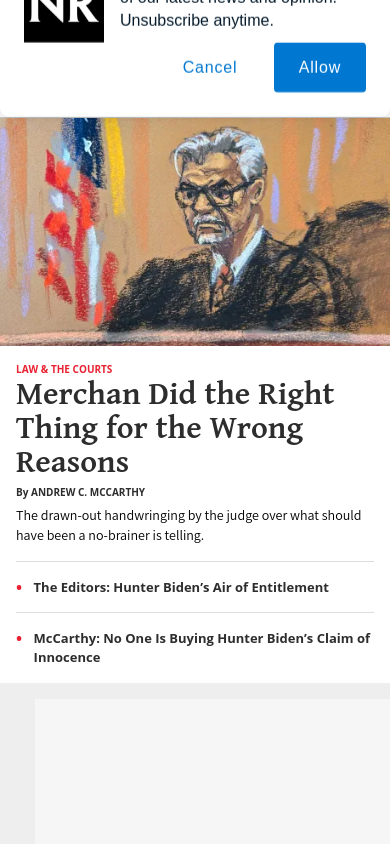 NR
of our latest news and opinion.
Unsubscribe anytime.
Cancel
Allow
LAW & THE COURTS
Merchan Did the Right
Thing for the Wrong
Reasons
By ANDREW C. MCCARTHY
The drawn-out handwringing by the judge over what should
have been a no-brainer is telling.
• The Editors: Hunter Biden’s Air of Entitlement
• McCarthy: No One Is Buying Hunter Biden’s Claim of
Innocence